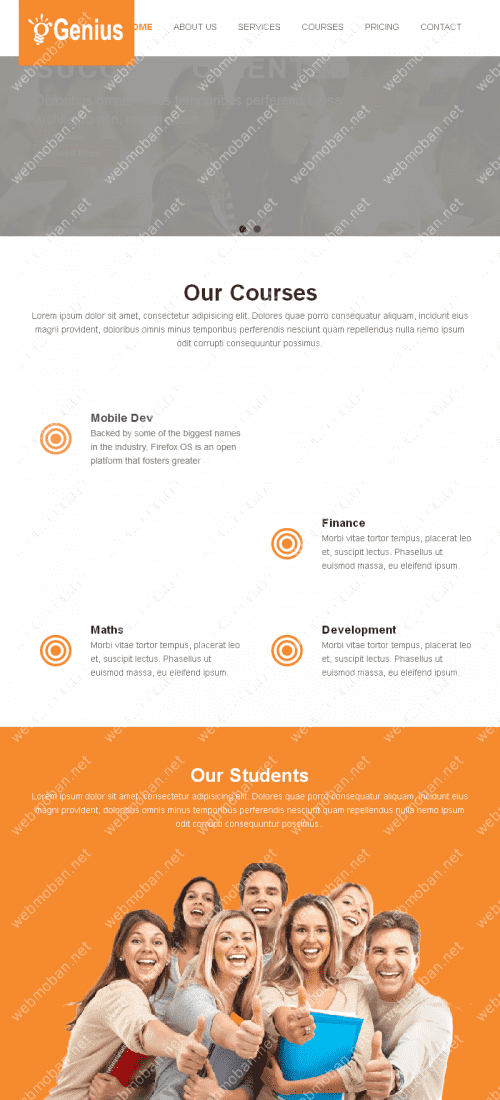 Genius
HOME ABOUT US SERVICES COURSES PRICING CONTACT
Our Courses
Lorem ipsum dolor sit amet, consectetur adipisicing elit. Dolores quae porro consequatur aliquam, incidunt eius
magni provident, doloribus omnis minus temporibus perferendis nesciunt quam repellendus nulla nemo ipsum
odit corrupti consequuntur possimus.
Mobile Dev
Backed by some of the biggest names
in the industry, Firefox OS is an open
platform that fosters greater
Finance
Morbi vitae tortor tempus, placerat leo
et, suscipit lectus. Phasellus ut
euismod massa, eu eleifend ipsum.
Maths
Morbi vitae tortor tempus, placerat leo
et, suscipit lectus. Phasellus ut
euismod massa, eu eleifend ipsum.
Development
Morbi vitae tortor tempus, placerat leo
et, suscipit lectus. Phasellus ut
euismod massa, eu eleifend ipsum.
Our Students
Lorem ipsum dolor sit amet, consectetur adipisicing elit. Dolores quae porro consequatur aliquam, incidunt eius
magni provident, doloribus omnis minus temporibus perferendis nesciunt quam repellendus nulla nemo ipsum
odit corrupti consequuntur possimus.
webmoban.net